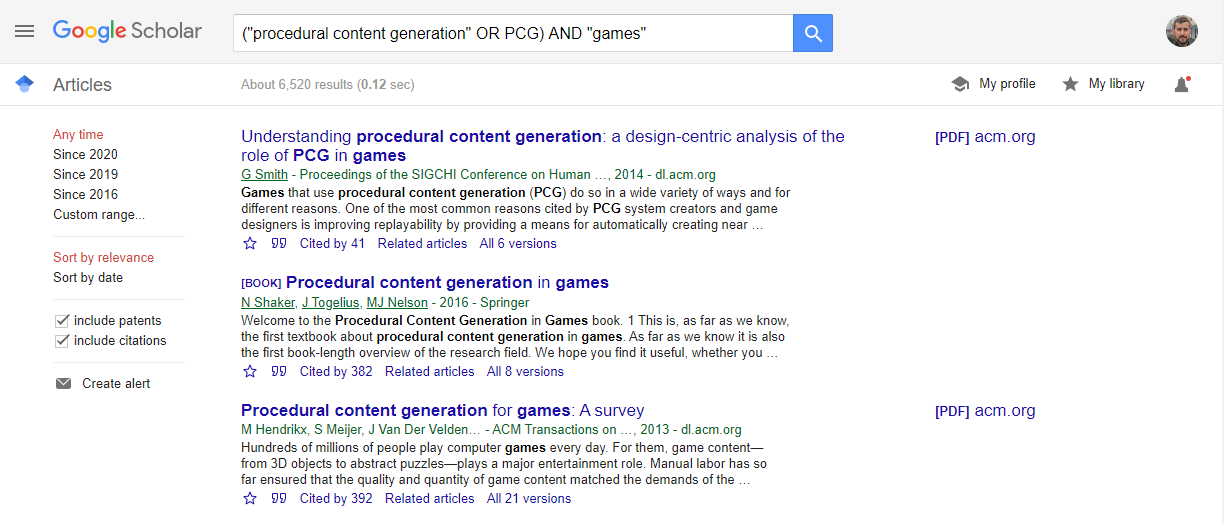 Google Scholar
("procedural content generation" OR PCG) AND "games"
Articles
About 6,520 results (0.12 sec)
My profile
My library
Any time
Since 2020
Since 2019
Since 2016
Custom range...
Sort by relevance
Sort by date
include patents
include citations
Create alert
Understanding procedural content generation: a design-centric analysis of the
role of PCG in games
G Smith - Proceedings of the SIGCHI Conference on Human …, 2014 - dl.acm.org
Games that use procedural content generation (PCG) do so in a wide variety of ways and for
different reasons. One of the most common reasons cited by PCG system creators and game
designers is improving replayability by providing a means for automatically creating near …
Cited by 41 Related articles All 6 versions
[PDF] acm.org
[BOOK] Procedural content generation in games
N Shaker, J Togelius, MJ Nelson - 2016 - Springer
Welcome to the Procedural Content Generation in Games book. 1 This is, as far as we know,
the first textbook about procedural content generation in games. As far as we know it is also
the first book-length overview of the research field. We hope you find it useful, whether you …
Cited by 382 Related articles All 8 versions
Procedural content generation for games: A survey
M Hendrikx, S Meijer, J Van Der Velden… - ACM Transactions on …, 2013 - dl.acm.org
Hundreds of millions of people play computer games every day. For them, game content—
from 3D objects to abstract puzzles—plays a major entertainment role. Manual labor has so
far ensured that the quality and quantity of game content matched the demands of the …
Cited by 392 Related articles All 21 versions
[PDF] acm.org